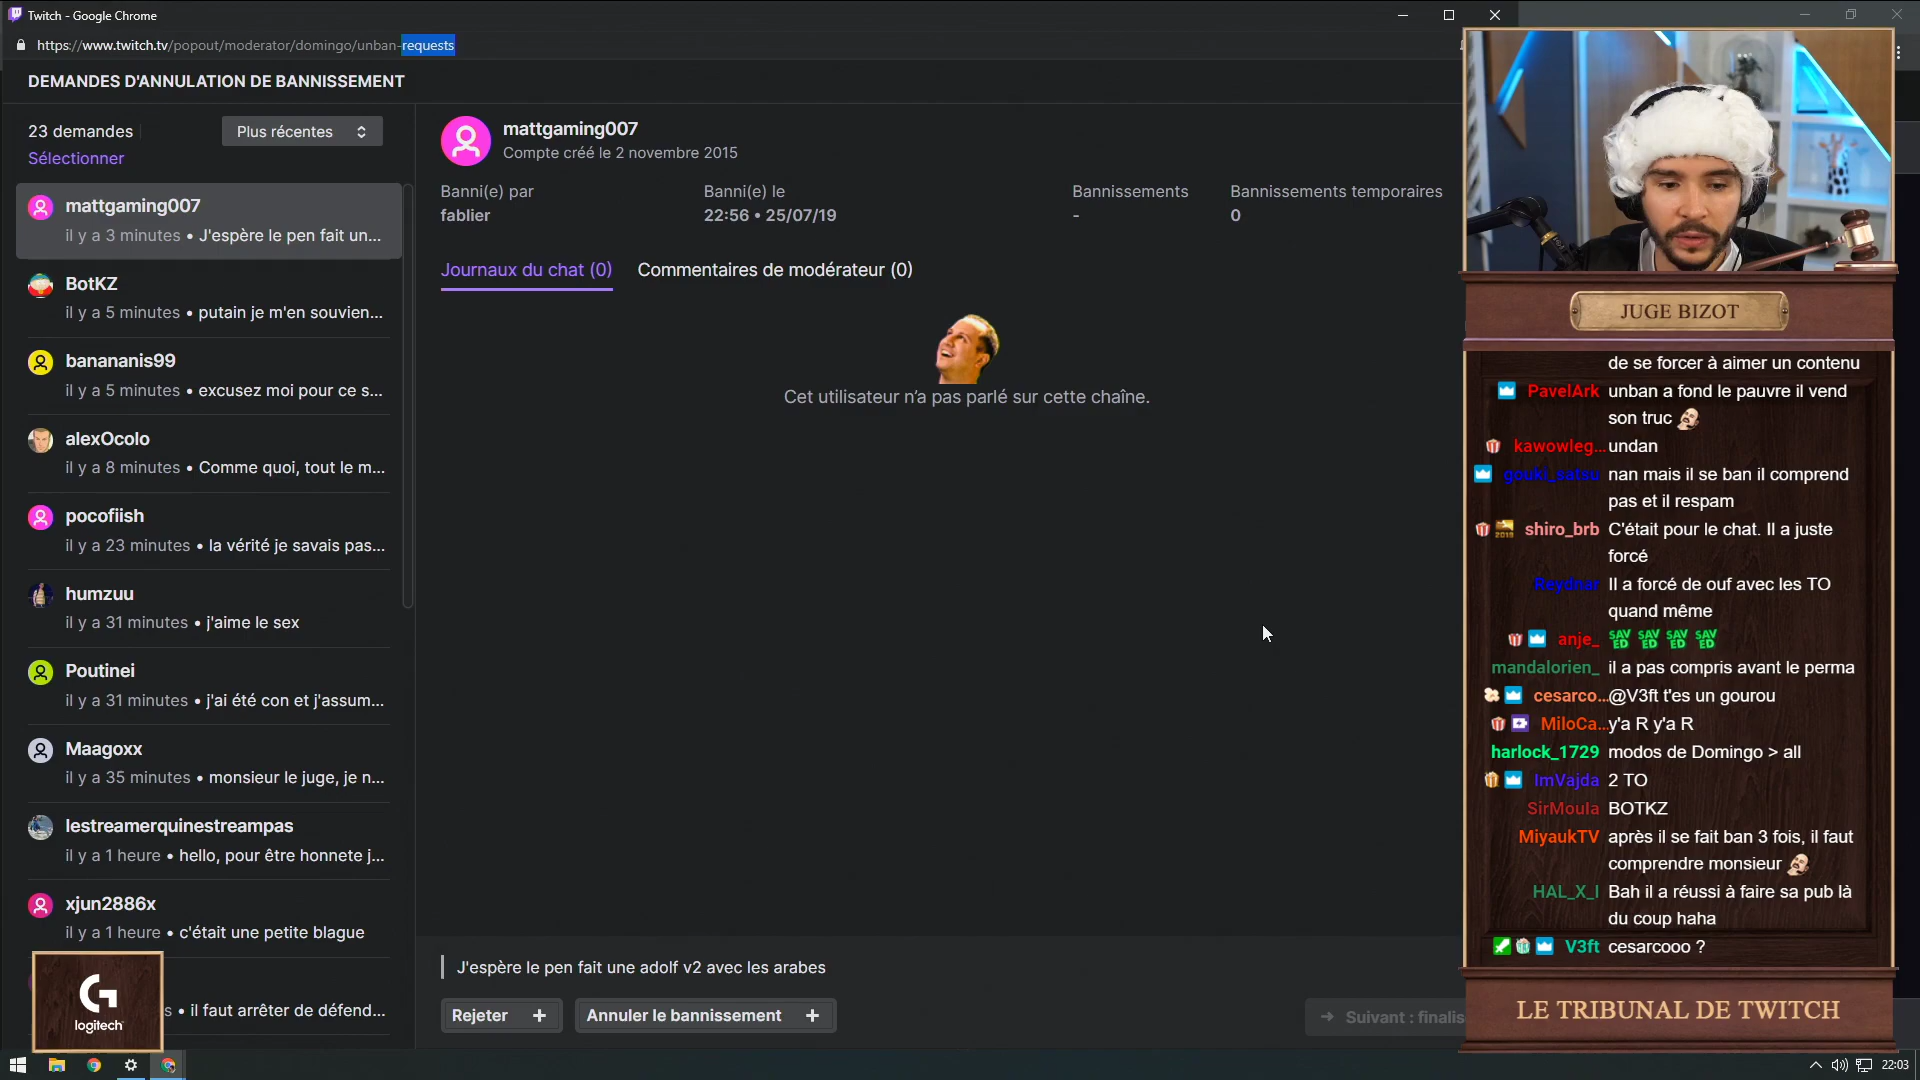 Twitch - Google Chrome
https://www.twitch.tv/popout/moderator/domingo/unban-requests
DEMANDES D'ANNULATION DE BANNISSEMENT
23 demandes
Plus récentes
Sélectionner
mattgaming007
il y a 3 minutes • J'espère le pen fait un...
BotKZ
il y a 5 minutes • putain je m'en souvien...
banananis99
il y a 5 minutes • excusez moi pour ce s...
alexOcolo
il y a 8 minutes • Comme quoi, tout le m...
pocofiish
il y a 23 minutes • la vérité je savais pas...
humzuu
il y a 31 minutes • j'aime le sex
Poutinei
il y a 31 minutes • j'ai été con et j'assum...
Maagoxx
il y a 35 minutes • monsieur le juge, je n...
lestreamerquinestreampas
il y a 1 heure • hello, pour être honnete j...
xjun2886x
il y a 1 heure • c'était une petite blague
s • il faut arrêter de défend...
logitech
mattgaming007
Compte créé le 2 novembre 2015
Banni(e) par
fablier
Banni(e) le
22:56 • 25/07/19
Bannissements
-
Bannissements temporaires
0
Journaux du chat (0)
Commentaires de modérateur (0)
Cet utilisateur n'a pas parlé sur cette chaîne.
J'espère le pen fait une adolf v2 avec les arabes
Rejeter +
Annuler le bannissement +
→ Suivant : finalis
JUGE BIZOT
de se forcer à aimer un contenu
PavelArk unban a fond le pauvre il vend
son truc
kawowleg... undan
gouki_satsu nan mais il se ban il comprend
pas et il respam
shiro_brb C'était pour le chat. Il a juste
forcé
Reydnar Il a forcé de ouf avec les TO
quand même
anje_ SAVED SAVED SAVED SAVED
mandalorien_ il a pas compris avant le perma
cesarco... @V3ft t'es un gourou
MiloCa... y'a R y'a R
harlock_1729 modos de Domingo > all
ImVajda 2 TO
SirMoula BOTKZ
MiyaukTV après il se fait ban 3 fois, il faut
comprendre monsieur
HAL_X_I Bah il a réussi à faire sa pub là
du coup haha
V3ft cesarcooo ?
LE TRIBUNAL DE TWITCH
22:03